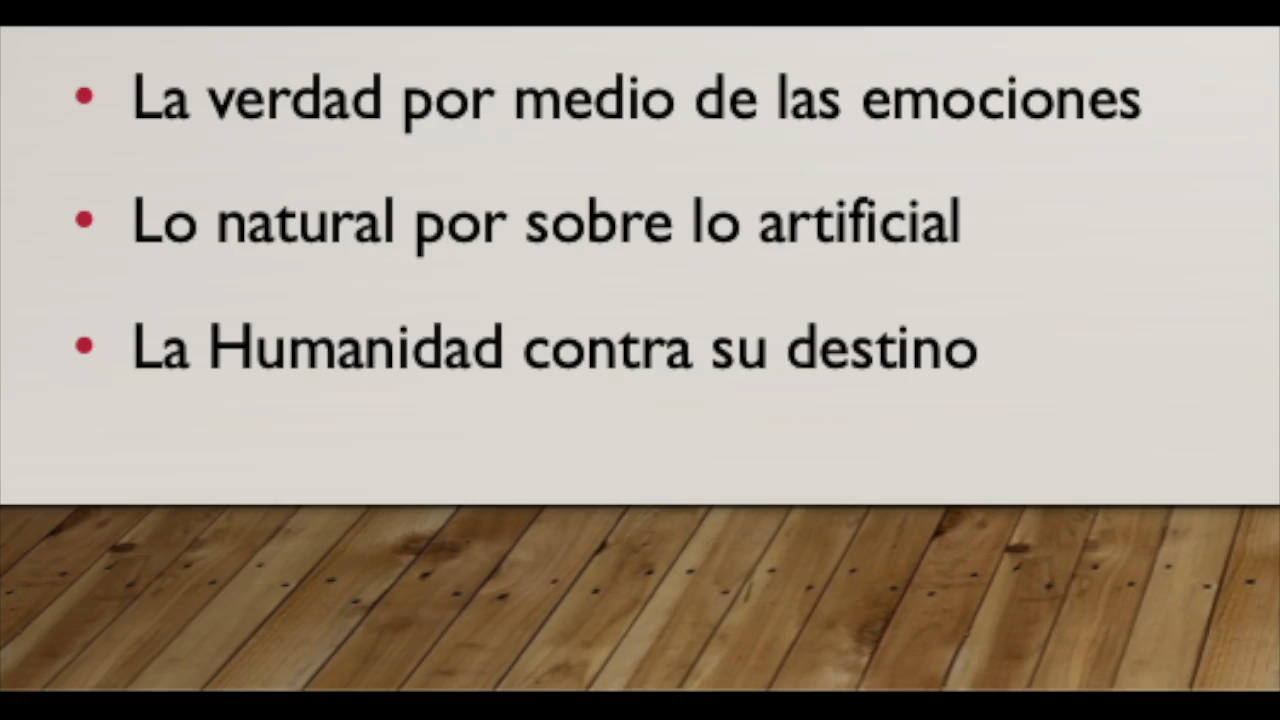 • La verdad por medio de las emociones
• Lo natural por sobre lo artificial
• La Humanidad contra su destino